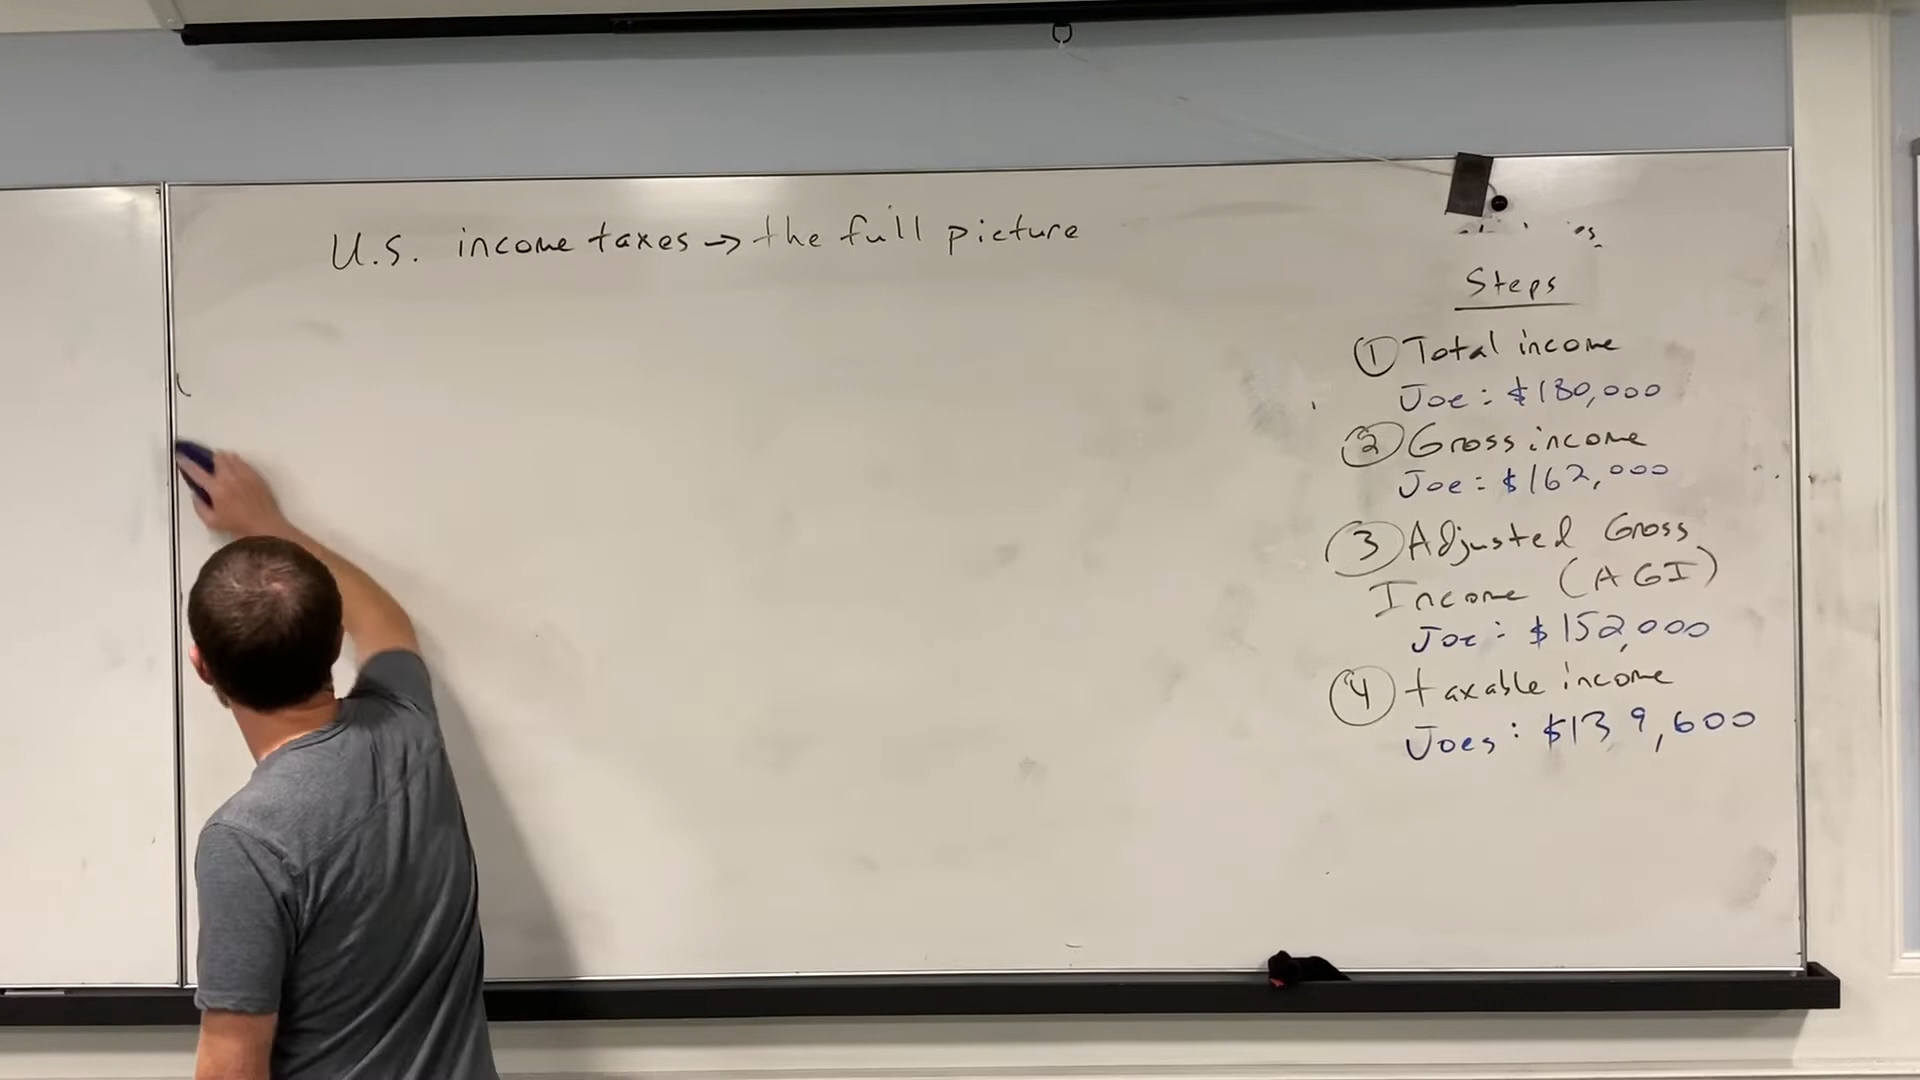 U.S. income taxes → the full picture
Steps
① Total income
Joe: $180,000
② Gross income
Joe: $162,000
③ Adjusted Gross
Income (AGI)
Joe: $152,000
④ taxable income
Joes: $139,600